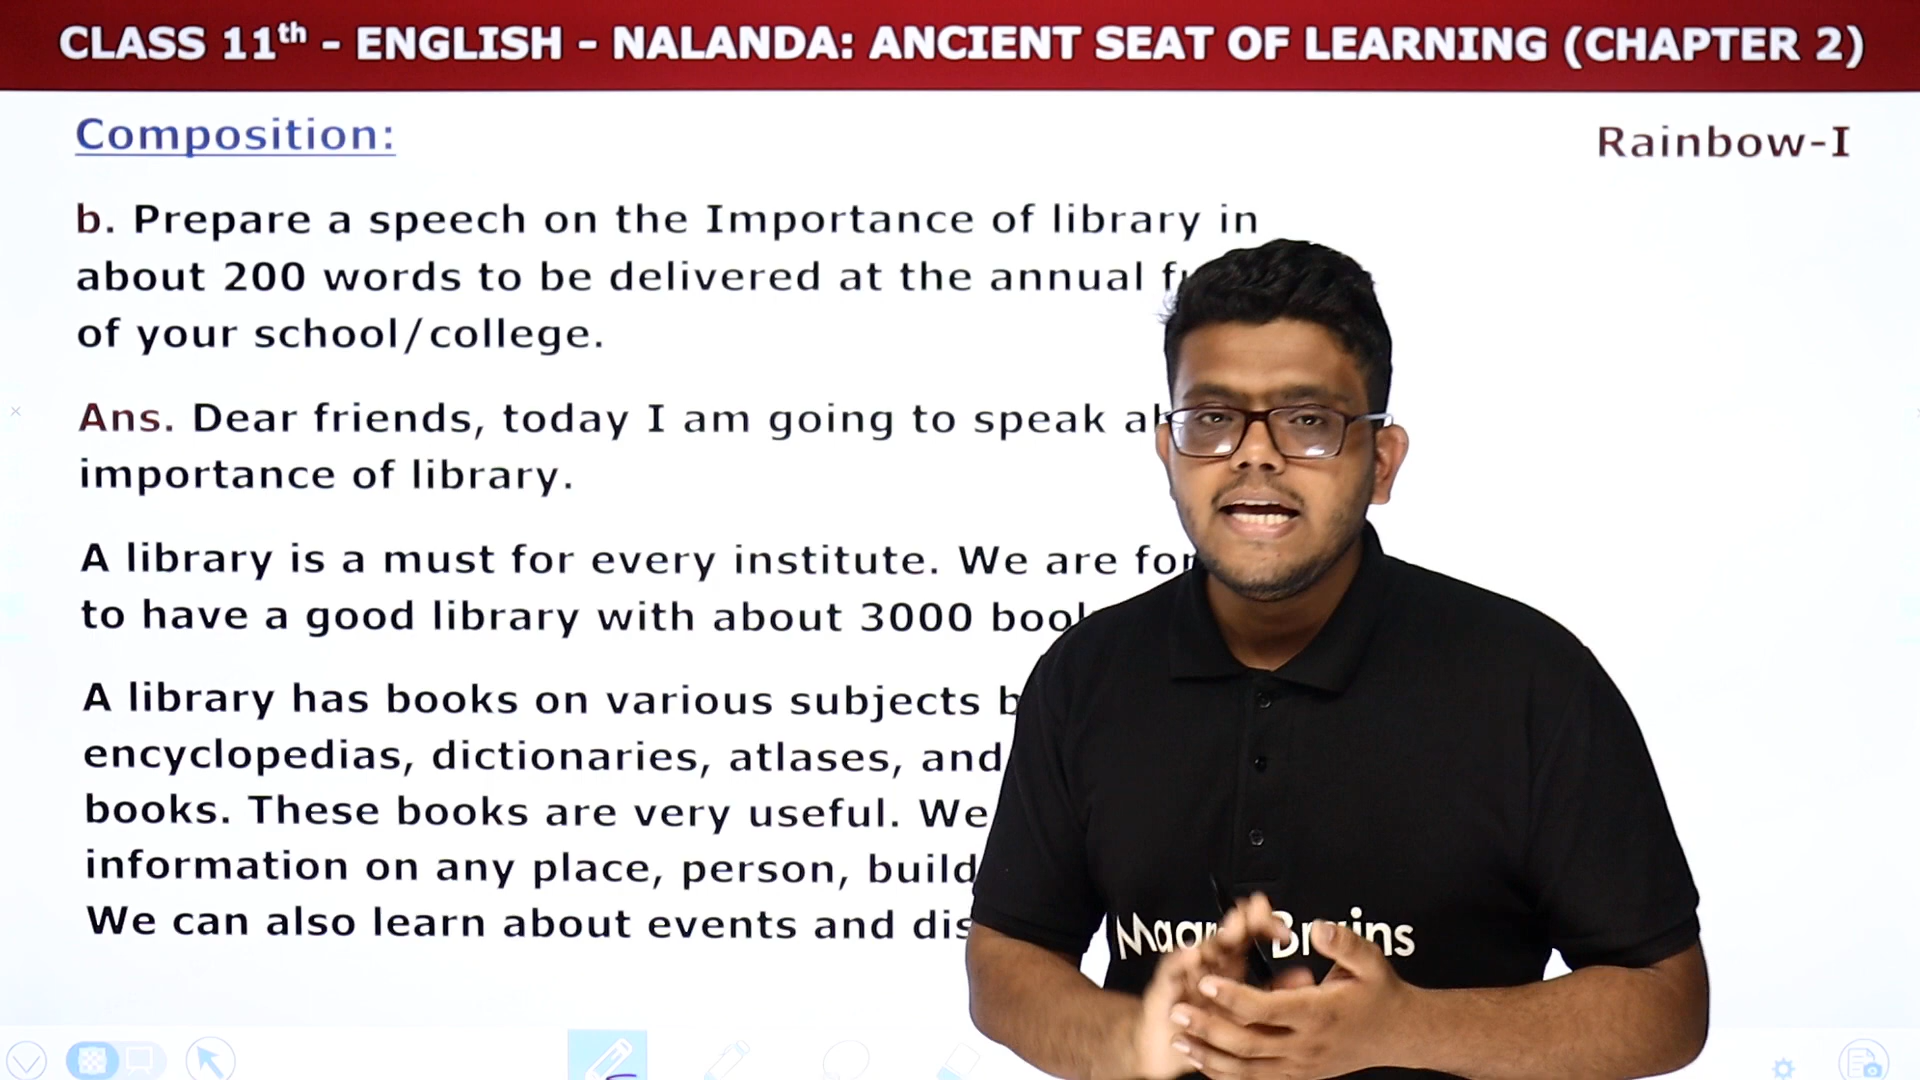 CLASS 11th - ENGLISH - NALANDA: ANCIENT SEAT OF LEARNING (CHAPTER 2)
Composition:
Rainbow-I
b. Prepare a speech on the Importance of library in
about 200 words to be delivered at the annual
of your school/college.
Ans. Dear friends, today I am going to speak
importance of library.
A library is a must for every institute. We are
to have a good library with about 3000
A library has books on various subjects
encyclopedias, dictionaries, atlases, and
books. These books are very useful. We
information on any place, person,
We can also learn about events and